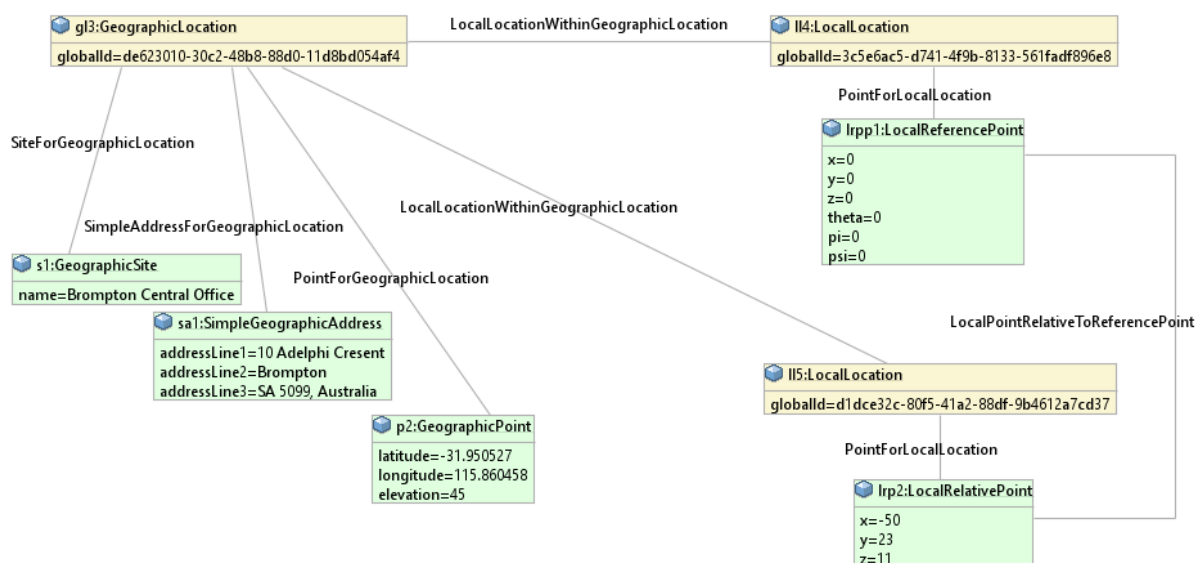 gl3:GeographicLocation
globalId=de623010-30c2-48b8-88d0-11d8bd054af4
LocalLocationWithinGeographicLocation
ll4:LocalLocation
globalId=3c5e6ac5-d741-4f9b-8133-561fadf896e8
PointForLocalLocation
lrpp1:LocalReferencePoint
x=0
y=0
z=0
theta=0
pi=0
psi=0
SiteForGeographicLocation
LocalLocationWithinGeographicLocation
SimpleAddressForGeographicLocation
s1:GeographicSite
name=Brompton Central Office
PointForGeographicLocation
sa1:SimpleGeographicAddress
addressLine1=10 Adelphi Cresent
addressLine2=Brompton
addressLine3=SA 5099, Australia
LocalPointRelativeToReferencePoint
ll5:LocalLocation
globalId=d1dce32c-80f5-41a2-88df-9b4612a7cd37
p2:GeographicPoint
latitude=-31.950527
longitude=115.860458
elevation=45
PointForLocalLocation
lrp2:LocalRelativePoint
x=-50
y=23
z=11